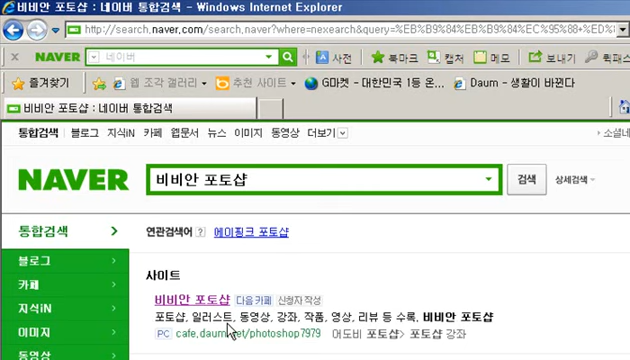 비비안 포토샵 : 네이버 통합검색 - Windows Internet Explorer
http://search.naver.com/search.naver?where=nexearch&query=%EB%B9%84%EB%B9%84%EC%95%88+%ED%
NAVER 네이버 사전 북마크 캡처 메모 보내기 퀵패스
즐겨찾기 웹 조각 갤러리 추천 사이트 G마켓 - 대한민국 1등 온... Daum - 생활이 바뀐다
비비안 포토샵 : 네이버 통합검색
통합검색 블로그 지식iN 카페 웹문서 뉴스 이미지 동영상 더보기 소셜네
NAVER 비비안 포토샵 검색 상세검색
통합검색 연관검색어 ? 에이핑크 포토샵
블로그
카페 사이트
지식iN 비비안 포토샵 다음 카페 신청자 작성
포토샵, 일러스트, 동영상, 강좌, 작품, 영상, 리뷰 등 수록, 비비안 포토샵
이미지 PC cafe.daum.net/photoshop7979 어도비 포토샵> 포토샵 강좌
동영상